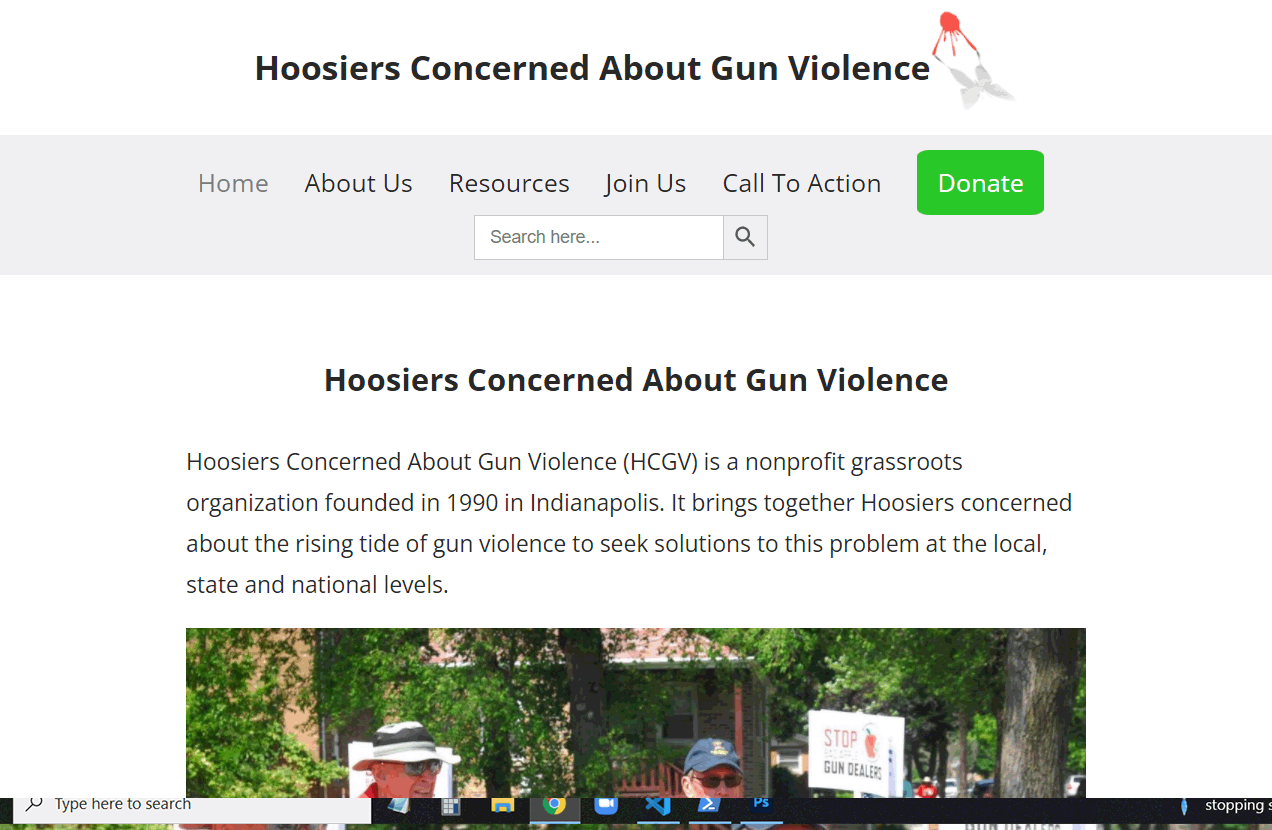 Hoosiers Concerned About Gun Violence
Home About Us Resources Join Us Call To Action Donate
Search here...
Hoosiers Concerned About Gun Violence
Hoosiers Concerned About Gun Violence (HCGV) is a nonprofit grassroots
organization founded in 1990 in Indianapolis. It brings together Hoosiers concerned
about the rising tide of gun violence to seek solutions to this problem at the local,
state and national levels.
STOP
GUN DEALERS
Type here to search
Ps
stopping s